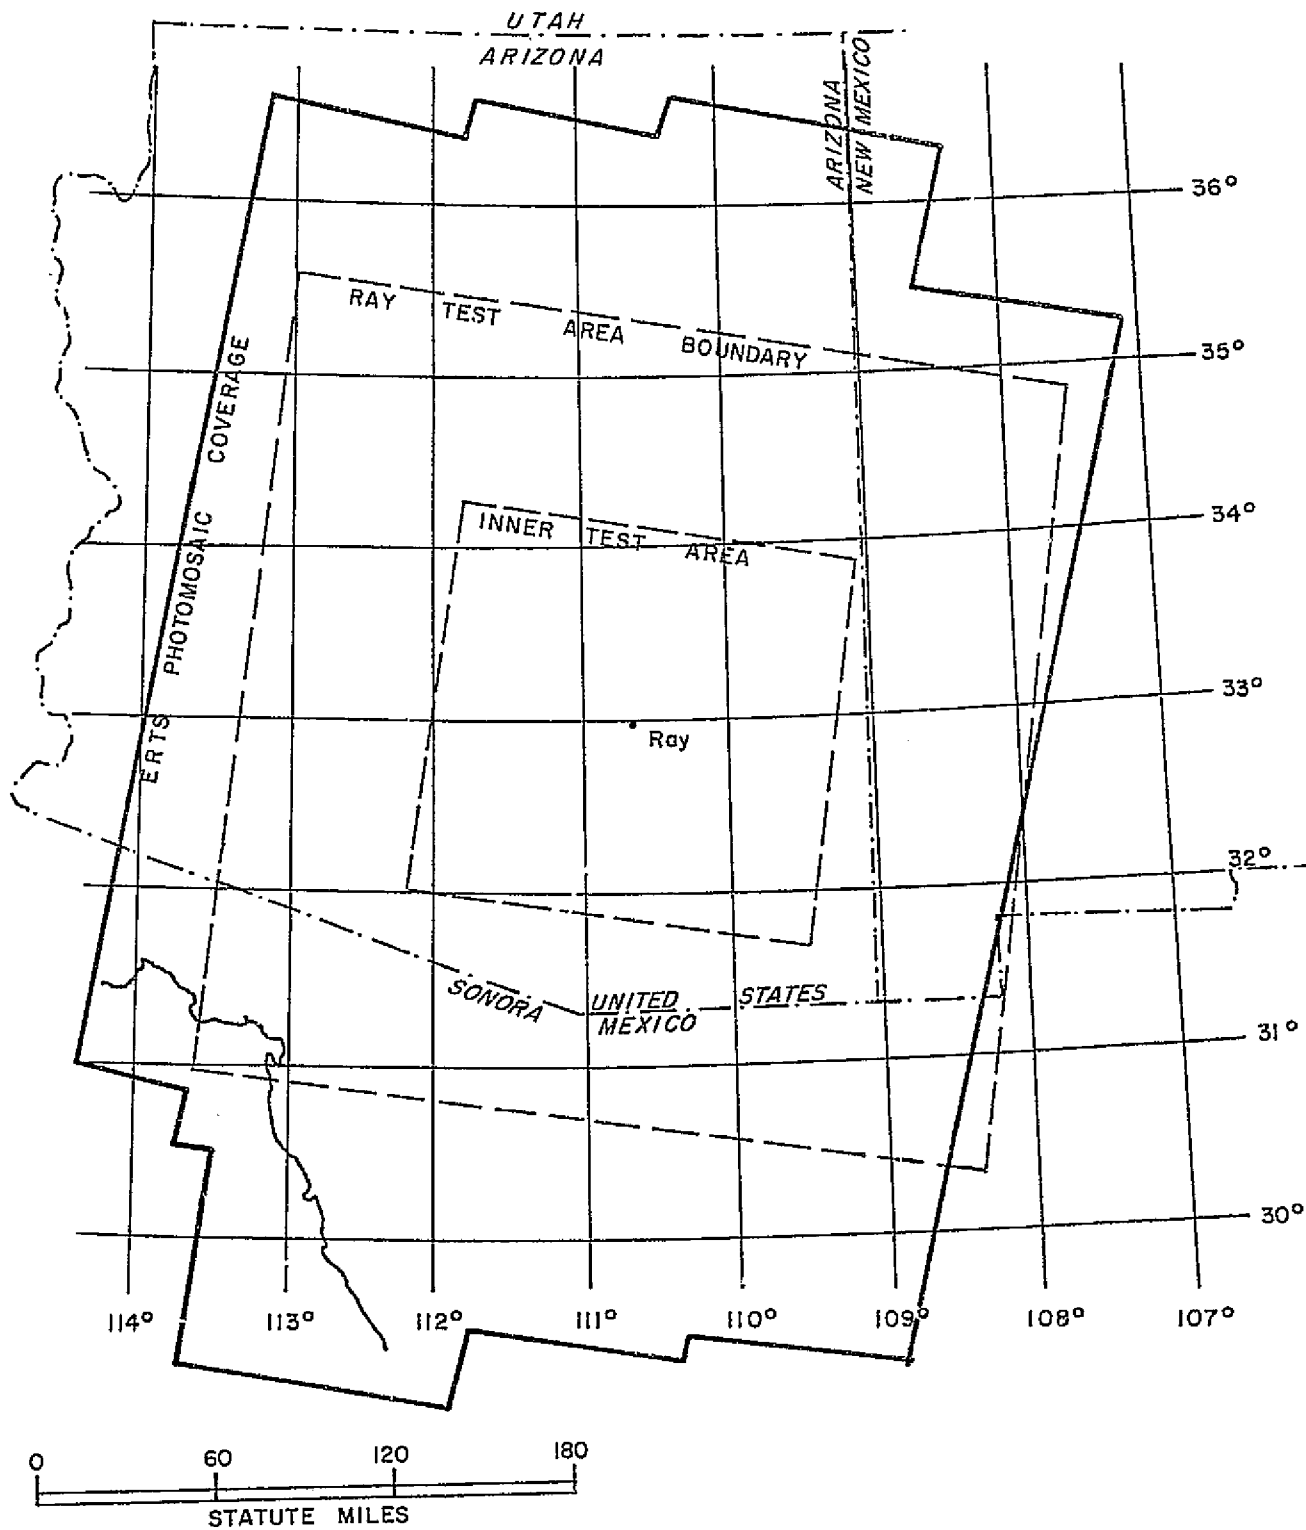 UTAH
ARIZONA
ARIZONA
NEW MEXICO
36°
RAY TEST AREA BOUNDARY
35°
ERTS PHOTOMOSAIC COVERAGE
34°
INNER TEST AREA
33°
Ray
32°
SONORA
UNITED STATES
MEXICO
31°
30°
114° 113° 112° 111° 110° 109° 108° 107°
0 60 120 180
STATUTE MILES